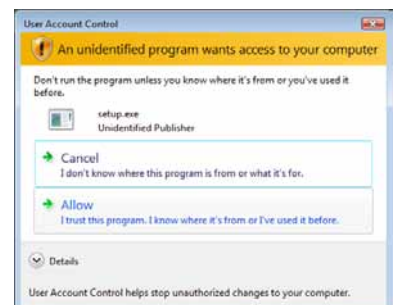 User Account Control
An unidentified program wants access to your computer
Don't run the program unless you know where it's from or you've used it
before.
setup.exe
Unidentified Publisher
Cancel
I don't know where this program is from or what it's for.
Allow
I trust this program. I know where it's from or I've used it before.
Details
User Account Control helps stop unauthorized changes to your computer.